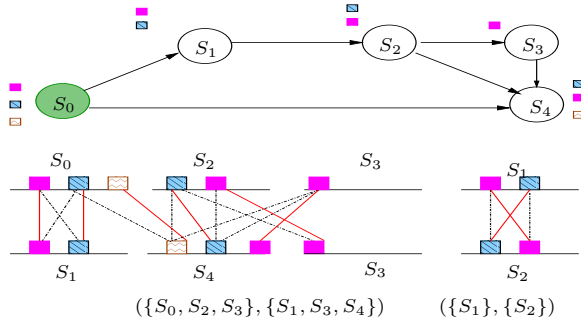 S₁
S₂
S₃
S₀
S₄
S₀
S₂
S₃
S₁
S₁
S₄
S₃
S₂
({S₀, S₂, S₃}, {S₁, S₃, S₄})
({S₁}, {S₂})